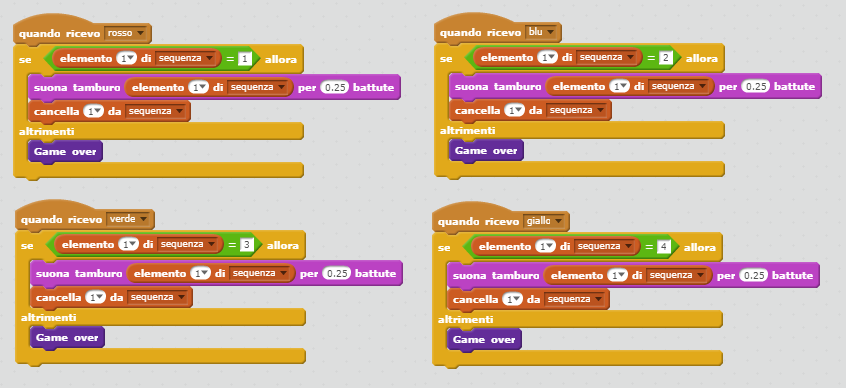 quando ricevo rosso
se elemento 1 di sequenza = 1 allora
suona tamburo elemento 1 di sequenza per 0.25 battute
cancella 1 da sequenza
altrimenti
Game over
quando ricevo blu
se elemento 1 di sequenza = 2 allora
suona tamburo elemento 1 di sequenza per 0.25 battute
cancella 1 da sequenza
altrimenti
Game over
quando ricevo verde
se elemento 1 di sequenza = 3 allora
suona tamburo elemento 1 di sequenza per 0.25 battute
cancella 1 da sequenza
altrimenti
Game over
quando ricevo giallo
se elemento 1 di sequenza = 4 allora
suona tamburo elemento 1 di sequenza per 0.25 battute
cancella 1 da sequenza
altrimenti
Game over